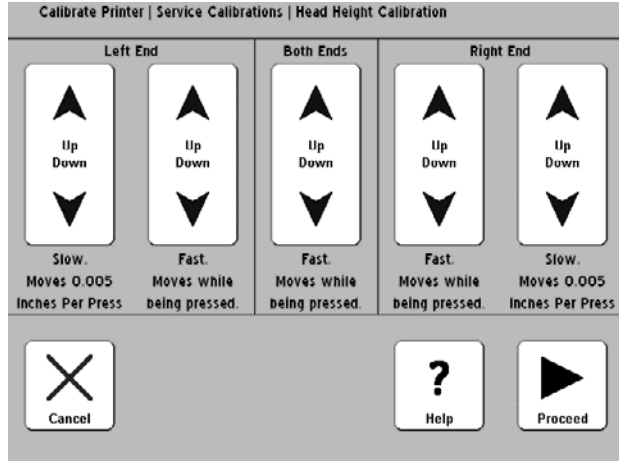 Calibrate Printer | Service Calibrations | Head Height Calibration
Left End
Both Ends
Right End
Up
Down
Up
Down
Up
Down
Up
Down
Up
Down
Slow.
Moves 0.005
Inches Per Press
Fast.
Moves while
being pressed.
Fast.
Moves while
being pressed.
Fast.
Moves while
being pressed.
Slow.
Moves 0.005
Inches Per Press
Cancel
?
Help
Proceed